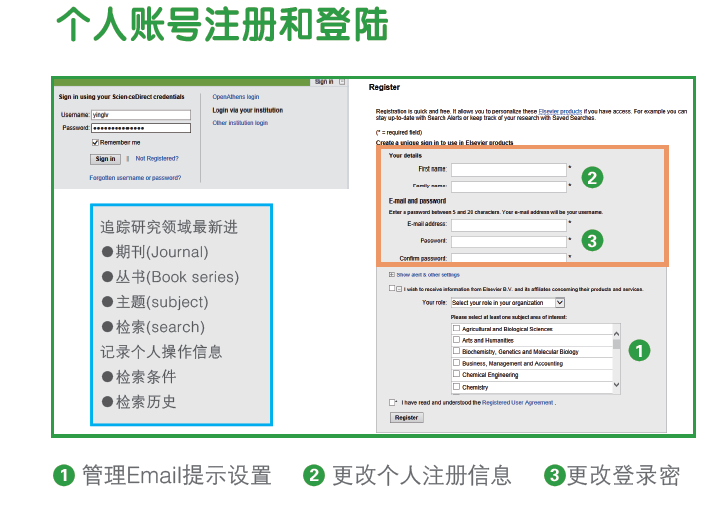 个人账号注册和登陆
Sign in
Sign in using your ScienceDirect credentials
Username: yinglv
Password: ••••••••••••••
Remember me
Sign in | Not Registered?
Forgotten username or password?
OpenAthens login
Login via your institution
Other institution login
追踪研究领域最新进
●期刊(Journal)
●丛书(Book series)
●主题(subject)
●检索(search)
记录个人操作信息
●检索条件
●检索历史
Register
Registration is quick and free. It allows you to personalize these Elsevier products if you have access. For example you can
stay up-to-date with Search Alerts or keep track of your research with Saved Searches.
(* = required field)
Create a unique sign in to use in Elsevier products
Your details
First name: *
Family name: *
2
E-mail and password
Enter a password between 5 and 20 characters. Your e-mail address will be your username.
E-mail address: *
Password: *
3
Confirm password: *
Show alert & other settings
I wish to receive information from Elsevier B.V. and its affiliates concerning their products and services.
Your role: Select your role in your organization
Please select at least one subject area of interest:
Agricultural and Biological Sciences
Arts and Humanities
Biochemistry, Genetics and Molecular Biology
Business, Management and Accounting
Chemical Engineering
Chemistry
1
* I have read and understood the Registered User Agreement .
Register
1 管理Email提示设置 2 更改个人注册信息 3更改登录密